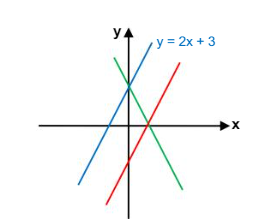 y
y = 2x + 3
x